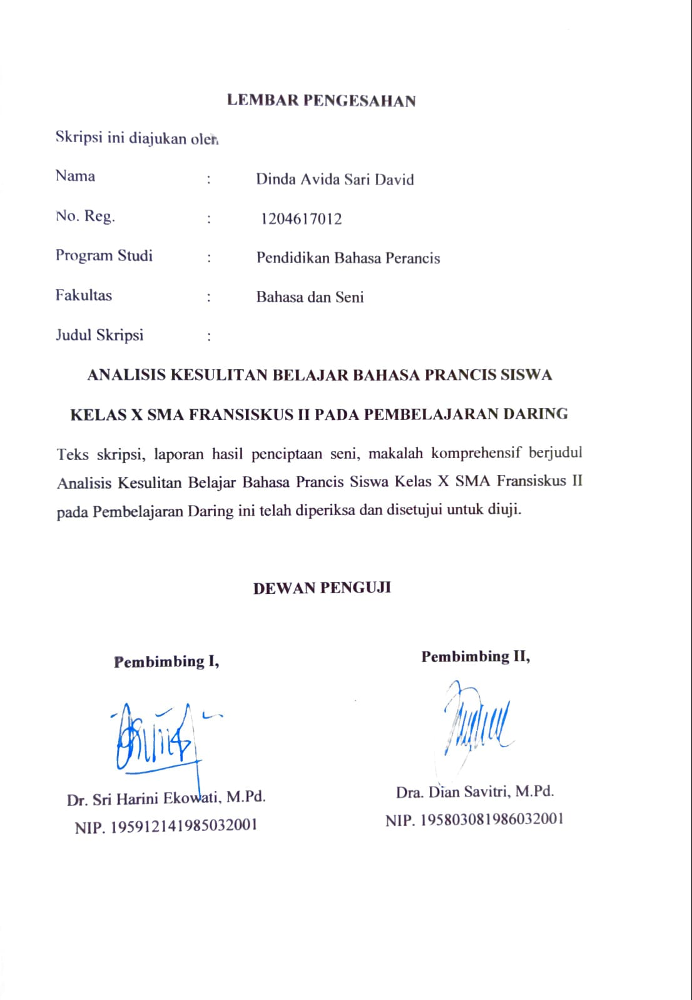 LEMBAR PENGESAHAN
Skripsi ini diajukan oleh
Nama : Dinda Avida Sari David
No. Reg. : 1204617012
Program Studi : Pendidikan Bahasa Perancis
Fakultas : Bahasa dan Seni
Judul Skripsi :
ANALISIS KESULITAN BELAJAR BAHASA PRANCIS SISWA
KELAS X SMA FRANSISKUS II PADA PEMBELAJARAN DARING
Teks skripsi, laporan hasil penciptaan seni, makalah komprehensif berjudul
Analisis Kesulitan Belajar Bahasa Prancis Siswa Kelas X SMA Fransiskus II
pada Pembelajaran Daring ini telah diperiksa dan disetujui untuk diuji.
DEWAN PENGUJI
Pembimbing I, Pembimbing II,
Dr. Sri Harini Ekowati, M.Pd. Dra. Dian Savitri, M.Pd.
NIP. 195912141985032001 NIP. 195803081986032001